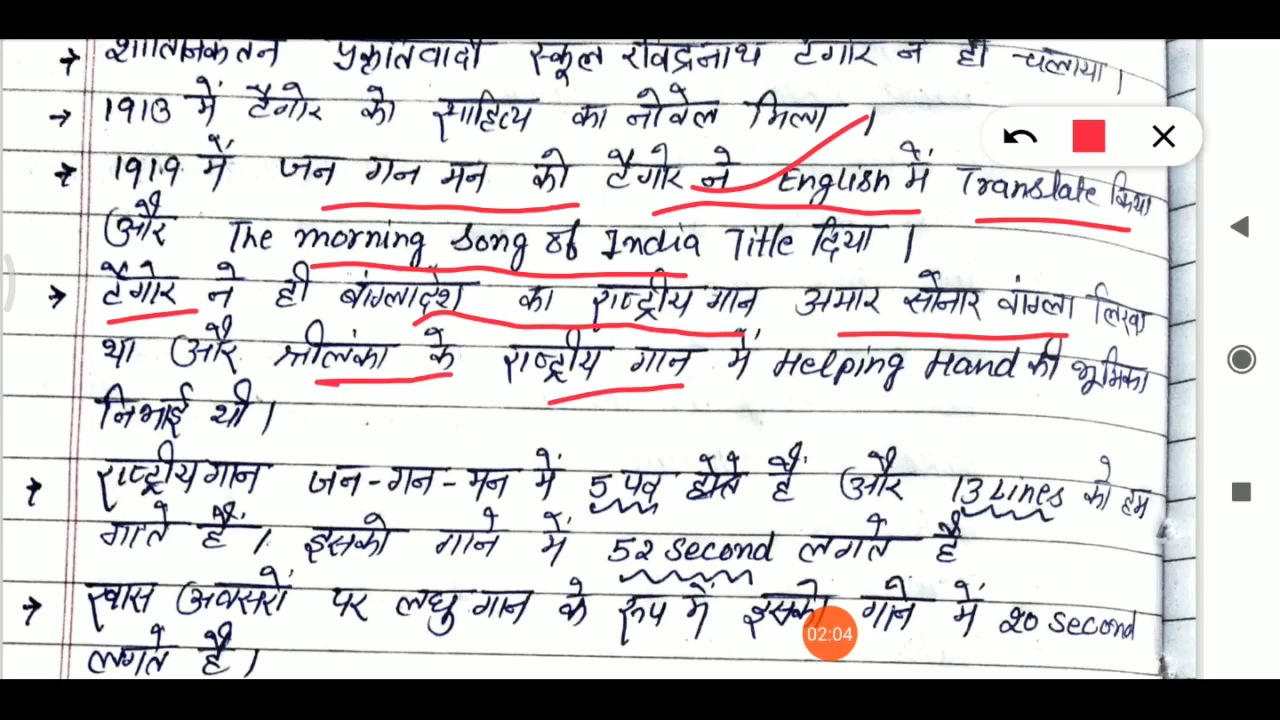 → शान्तिनिकेतन प्रकृतिवादी स्कूल रविंद्रनाथ टैगोर ने ही चलाया।
→ 1913 में टैगोर को साहित्य का नोवेल मिला।
→ 1919 में जन गन मन को टैगोर ने English में Translate किया
और The morning Song of India Title दिया।
→ टैगोर ने ही बांग्लादेश का राष्ट्रीय गान अमार सोनार वांग्ला लिखा
था और श्रीलंका के राष्ट्रीय गान में Helping Hand की भूमिका
निभाई थी।
→ राष्ट्रीयगान जन-गन-मन में 5 पद होते हैं और 13 Lines को हम
गाते हैं। इसको गाने में 52 second लगते हैं
→ खास अवसरों पर लघु गान के रूप में इसको गाने में 20 second
लगते है।
02:04